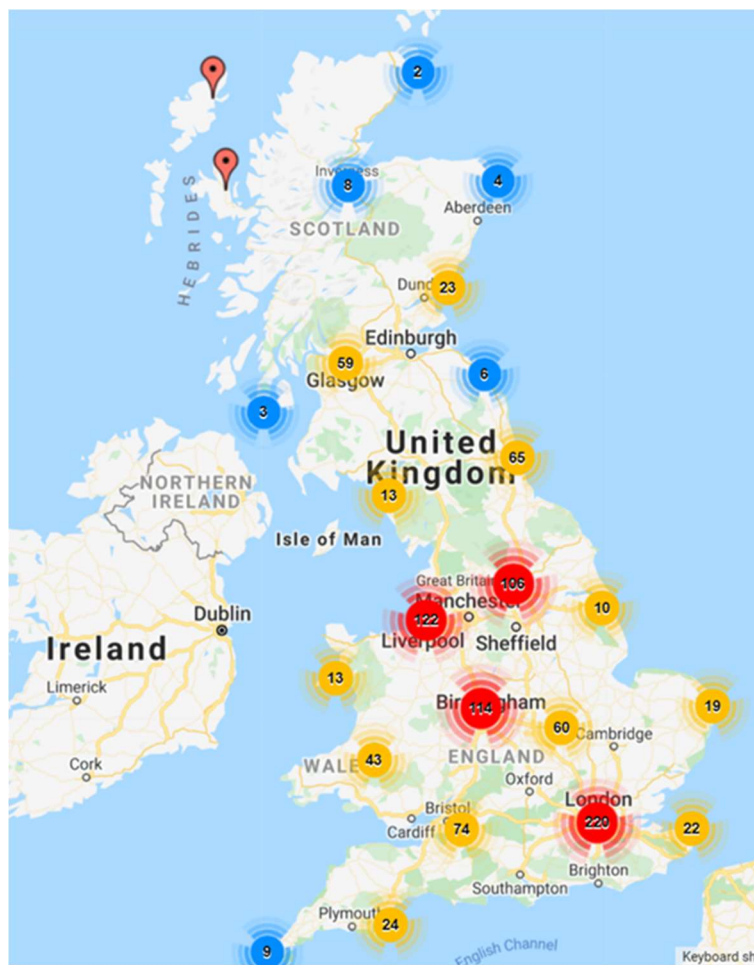 2
Inverness
8
4
Aberdeen
HEBRIDES
SCOTLAND
23
Edinburgh
59
Glasgow
6
3
United
Kingdom
65
NORTHERN
IRELAND
13
Isle of Man
Great Britain
106
Manchester
122
Liverpool
Sheffield
10
Dublin
Ireland
Limerick
13
Birmingham
114
19
60
Cambridge
Cork
43
ENGLAND
Oxford
London
220
Bristol
Cardiff
74
22
Brighton
Southampton
Plymouth
24
9
English Channel
Keyboard sh